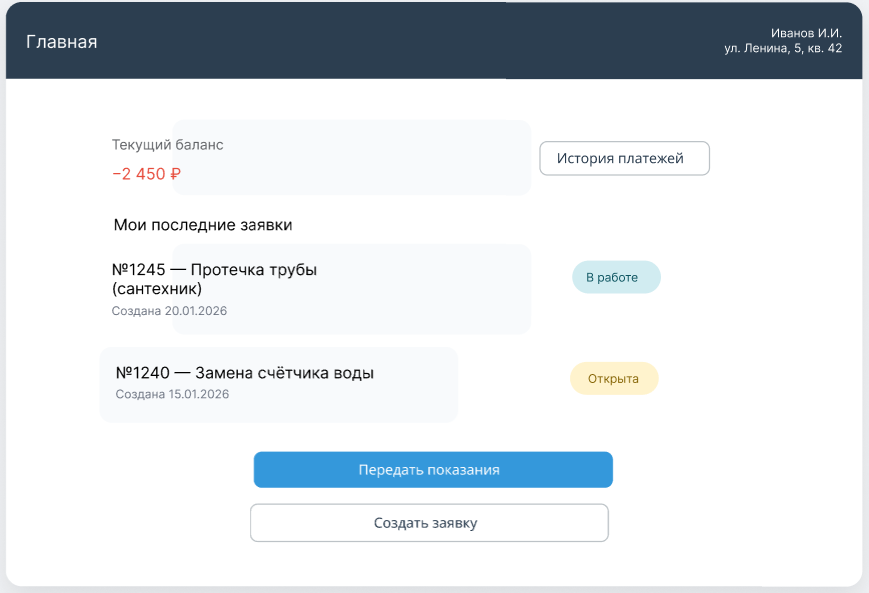 Главная
Иванов И.И.
ул. Ленина, 5, кв. 42
Текущий баланс
−2 450 ₽
История платежей
Мои последние заявки
№1245 — Протечка трубы
(сантехник)
Создана 20.01.2026
В работе
№1240 — Замена счётчика воды
Создана 15.01.2026
Открыта
Передать показания
Создать заявку